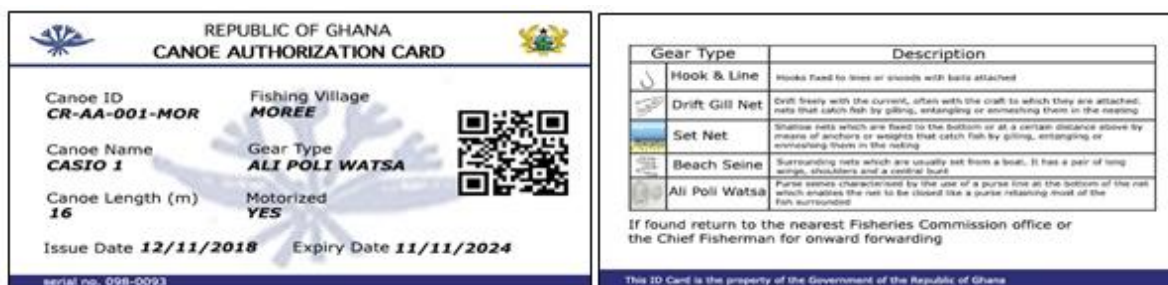 REPUBLIC OF GHANA
CANOE AUTHORIZATION CARD
Canoe ID
CR-AA-001-MOR
Fishing Village
MOREE
Canoe Name
CASIO 1
Gear Type
ALI POLI WATSA
Canoe Length (m)
16
Motorized
YES
Issue Date 12/11/2018 Expiry Date 11/11/2024
serial no. 098-0093
Gear Type Description
Hook & Line Hooks fixed to lines or snoods with baits attached
Drift Gill Net Drift freely with the current, often with the craft to which they are attached.
nets that catch fish by gilling, entangling or enmeshing them in the neeting
Set Net Shallow nets which are fixed to the bottom or at a certain distance above by
means of anchors or weights that catch fish by gilling, entangling or
enmeshing them in the neting
Beach Seine Surrounding nets which are usually set from a boat. It has a pair of long
wings, shoulders and a central bunt
Ali Poli Watsa Purse seines characterised by the use of a purse line at the bottom of the net
which enables the net to be closed like a purse retaining most of the
fish surrounded
If found return to the nearest Fisheries Commission office or
the Chief Fisherman for onward forwarding
This ID Card is the property of the Government of the Republic of Ghana